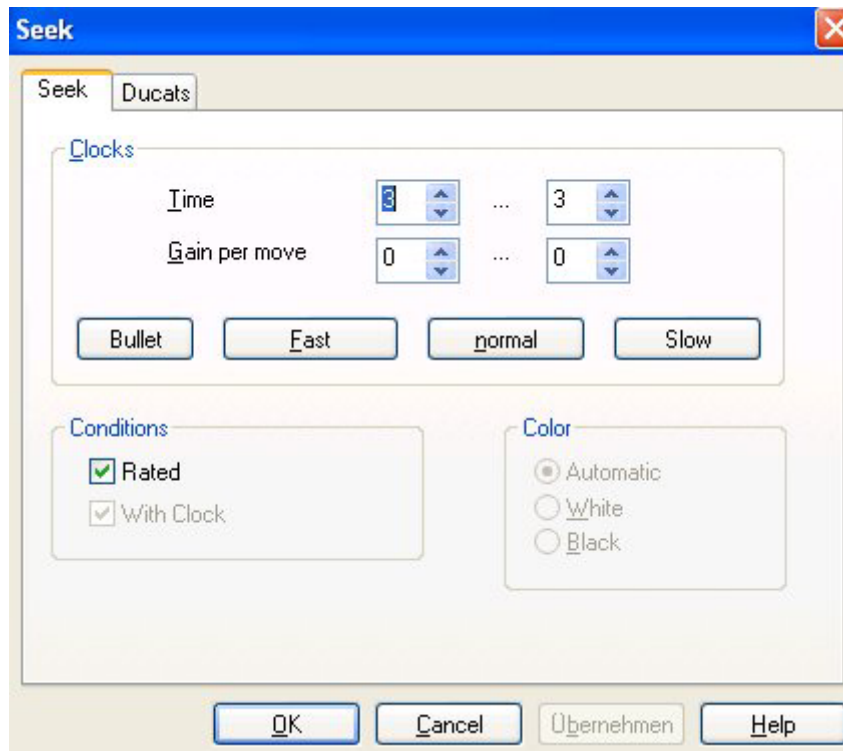 Seek
Seek Ducats
Clocks
Time 3 ... 3
Gain per move 0 ... 0
Bullet Fast normal Slow
Conditions Color
Rated Automatic
With Clock White
Black
OK Cancel Übernehmen Help